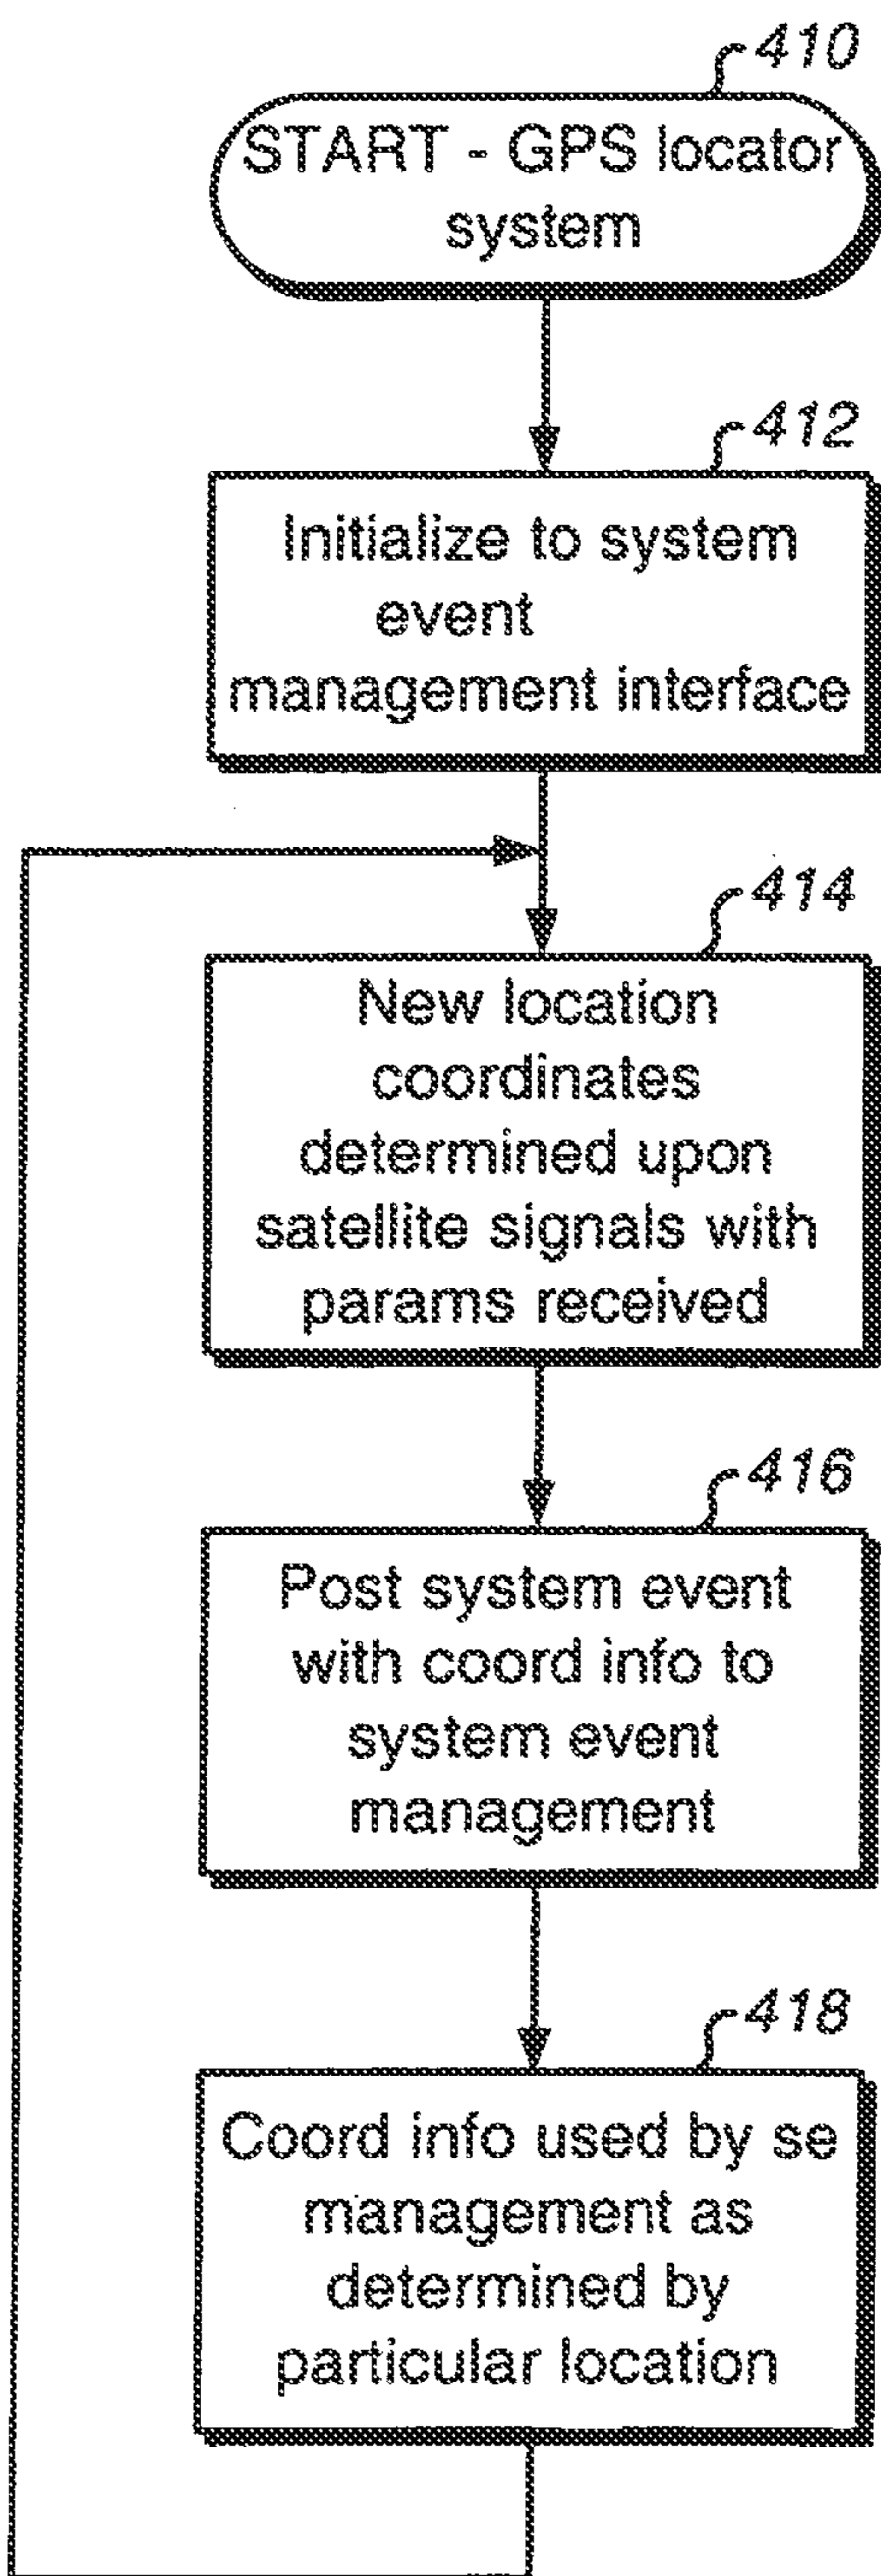 410
START - GPS locator
system
412
Initialize to system
event
management interface
414
New location
coordinates
determined upon
satellite signals with
params received
416
Post system event
with coord info to
system event
management
418
Coord info used by se
management as
determined by
particular location